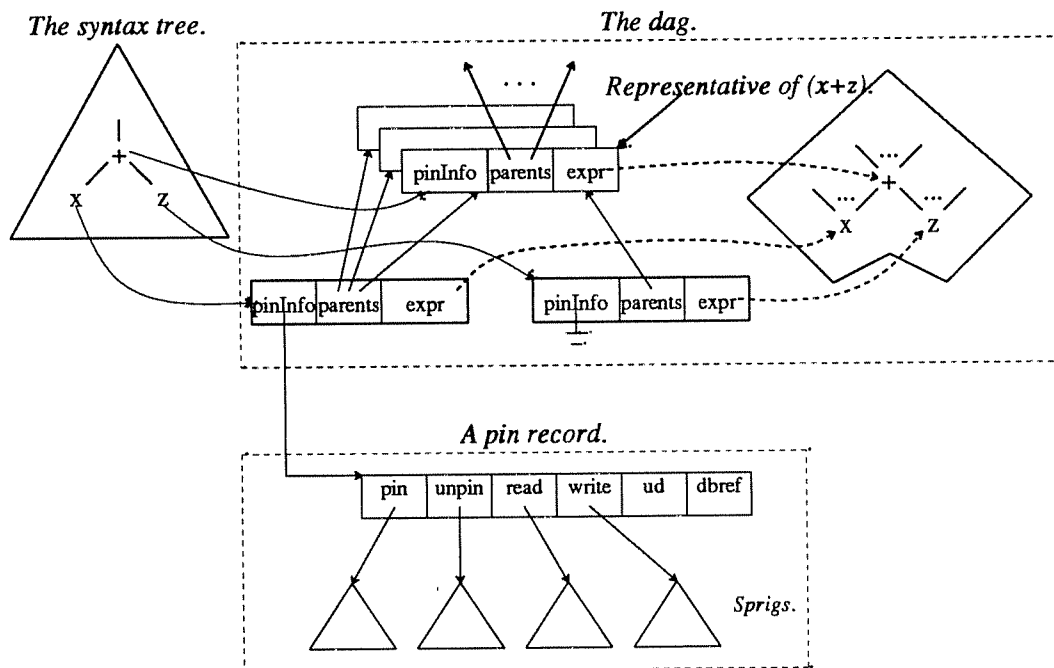 The syntax tree.
The dag.
...
Representative of (x+z).
pinInfo parents expr
+
x z
... 
+
... ...
x z
pinInfo parents expr
pinInfo parents expr
A pin record.
pin unpin read write ud dbref
Sprigs.